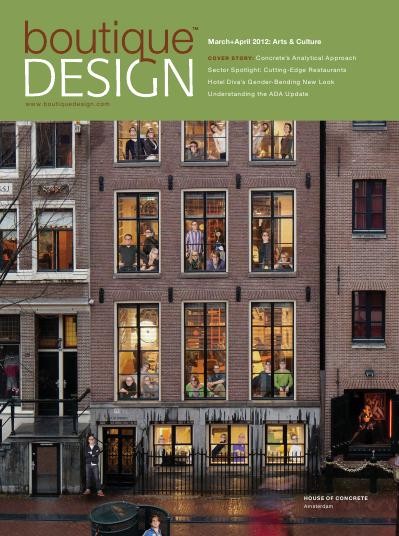 boutique™
DESIGN
www.boutiquedesign.com
March+April 2012: Arts & Culture
COVER STORY: Concrete's Analytical Approach
Sector Spotlight: Cutting-Edge Restaurants
Hotel Diva's Gender-Bending New Look
Understanding the ADA Update
HOUSE OF CONCRETE
Amsterdam